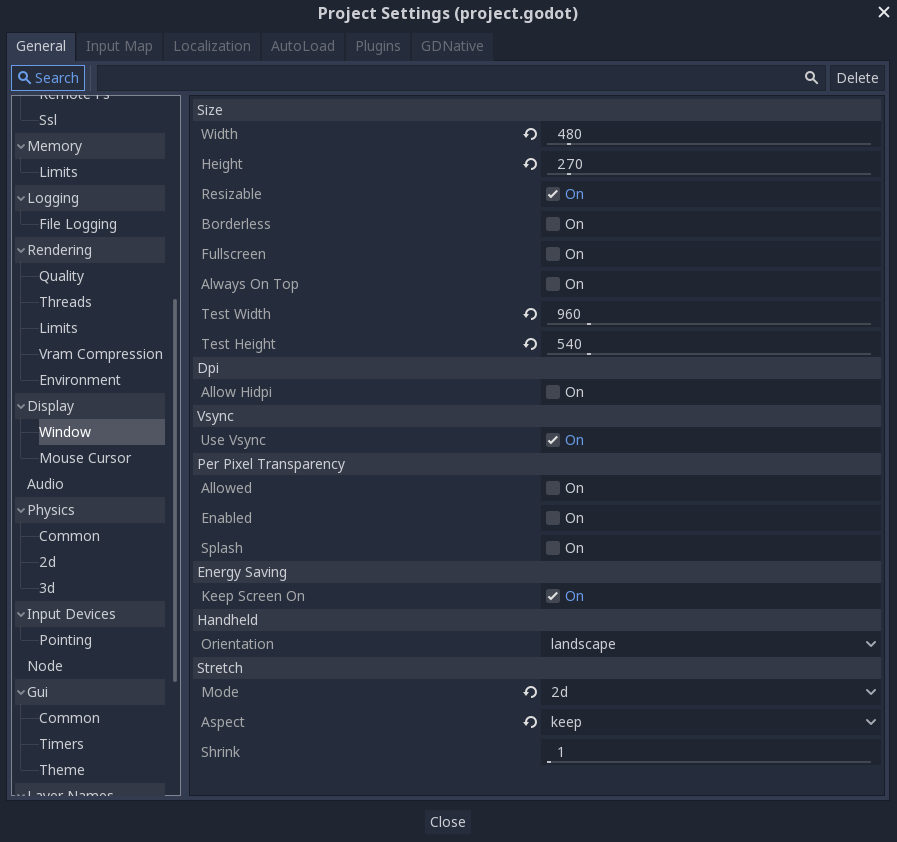 Project Settings (project.godot)
General Input Map Localization AutoLoad Plugins GDNative
Search Delete
Remote Fs
Ssl
Memory
Limits
Logging
File Logging
Rendering
Quality
Threads
Limits
Vram Compression
Environment
Display
Window
Mouse Cursor
Audio
Physics
Common
2d
3d
Input Devices
Pointing
Node
Gui
Common
Timers
Theme
Layer Names
Size
Width 480
Height 270
Resizable On
Borderless On
Fullscreen On
Always On Top On
Test Width 960
Test Height 540
Dpi
Allow Hidpi On
Vsync
Use Vsync On
Per Pixel Transparency
Allowed On
Enabled On
Splash On
Energy Saving
Keep Screen On On
Handheld
Orientation landscape
Stretch
Mode 2d
Aspect keep
Shrink 1
Close